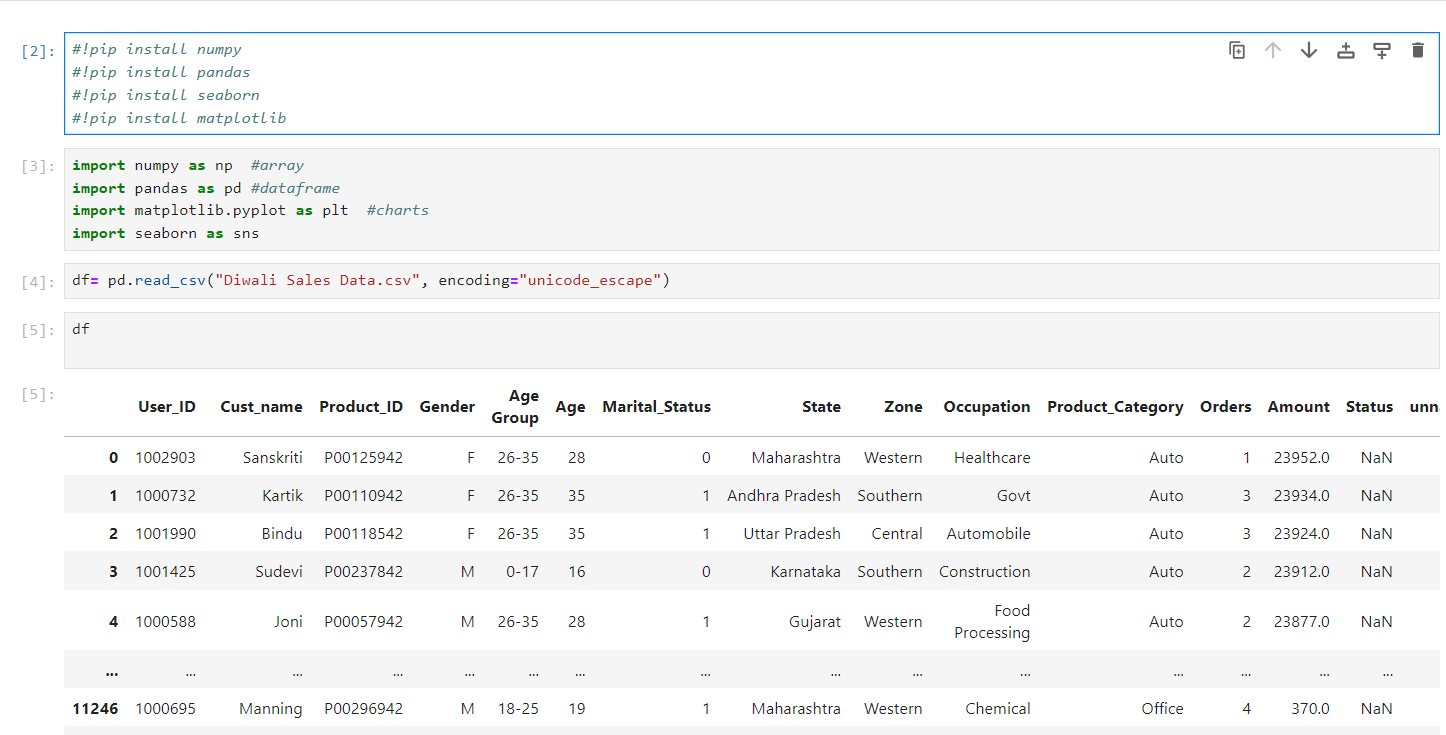 [2]: #!pip install numpy
#!pip install pandas
#!pip install seaborn
#!pip install matplotlib
[3]: import numpy as np  #array
import pandas as pd #dataframe
import matplotlib.pyplot as plt  #charts
import seaborn as sns
[4]: df= pd.read_csv("Diwali Sales Data.csv", encoding="unicode_escape")
[5]: df
[5]:
User_ID Cust_name Product_ID Gender Age Group Age Marital_Status State Zone Occupation Product_Category Orders Amount Status unn
0 1002903 Sanskriti P00125942 F 26-35 28 0 Maharashtra Western Healthcare Auto 1 23952.0 NaN
1 1000732 Kartik P00110942 F 26-35 35 1 Andhra Pradesh Southern Govt Auto 3 23934.0 NaN
2 1001990 Bindu P00118542 F 26-35 35 1 Uttar Pradesh Central Automobile Auto 3 23924.0 NaN
3 1001425 Sudevi P00237842 M 0-17 16 0 Karnataka Southern Construction Auto 2 23912.0 NaN
4 1000588 Joni P00057942 M 26-35 28 1 Gujarat Western Food Processing Auto 2 23877.0 NaN
... ... ... ... ... ... ... ... ... ... ... ... ... ... ...
11246 1000695 Manning P00296942 M 18-25 19 1 Maharashtra Western Chemical Office 4 370.0 NaN